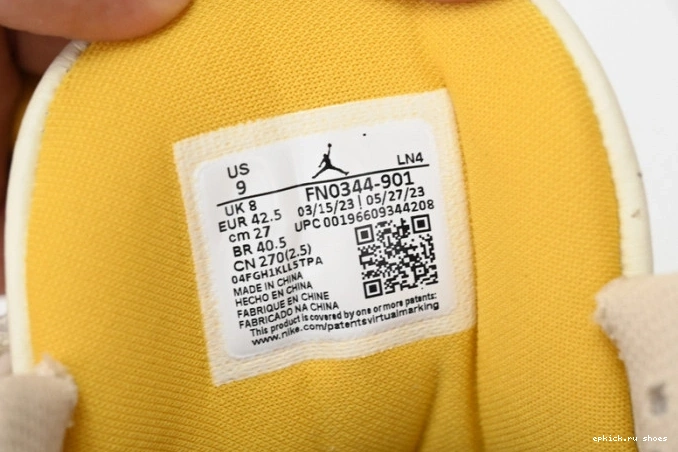 US
9
LN4
UK 8
EUR 42.5
cm 27
BR 40.5
CN 270(2.5)
FN0344-901
03/15/23 | 05/27/23
UPC 00196609344208
04FGH1KLL5TPA
MADE IN CHINA
HECHO EN CHINA
FABRIQUE EN CHINE
FABRICADO NA CHINA
This product is covered by one or more patents:
www.nike.com/patentsvirtualmarking
epkick.ru shoes